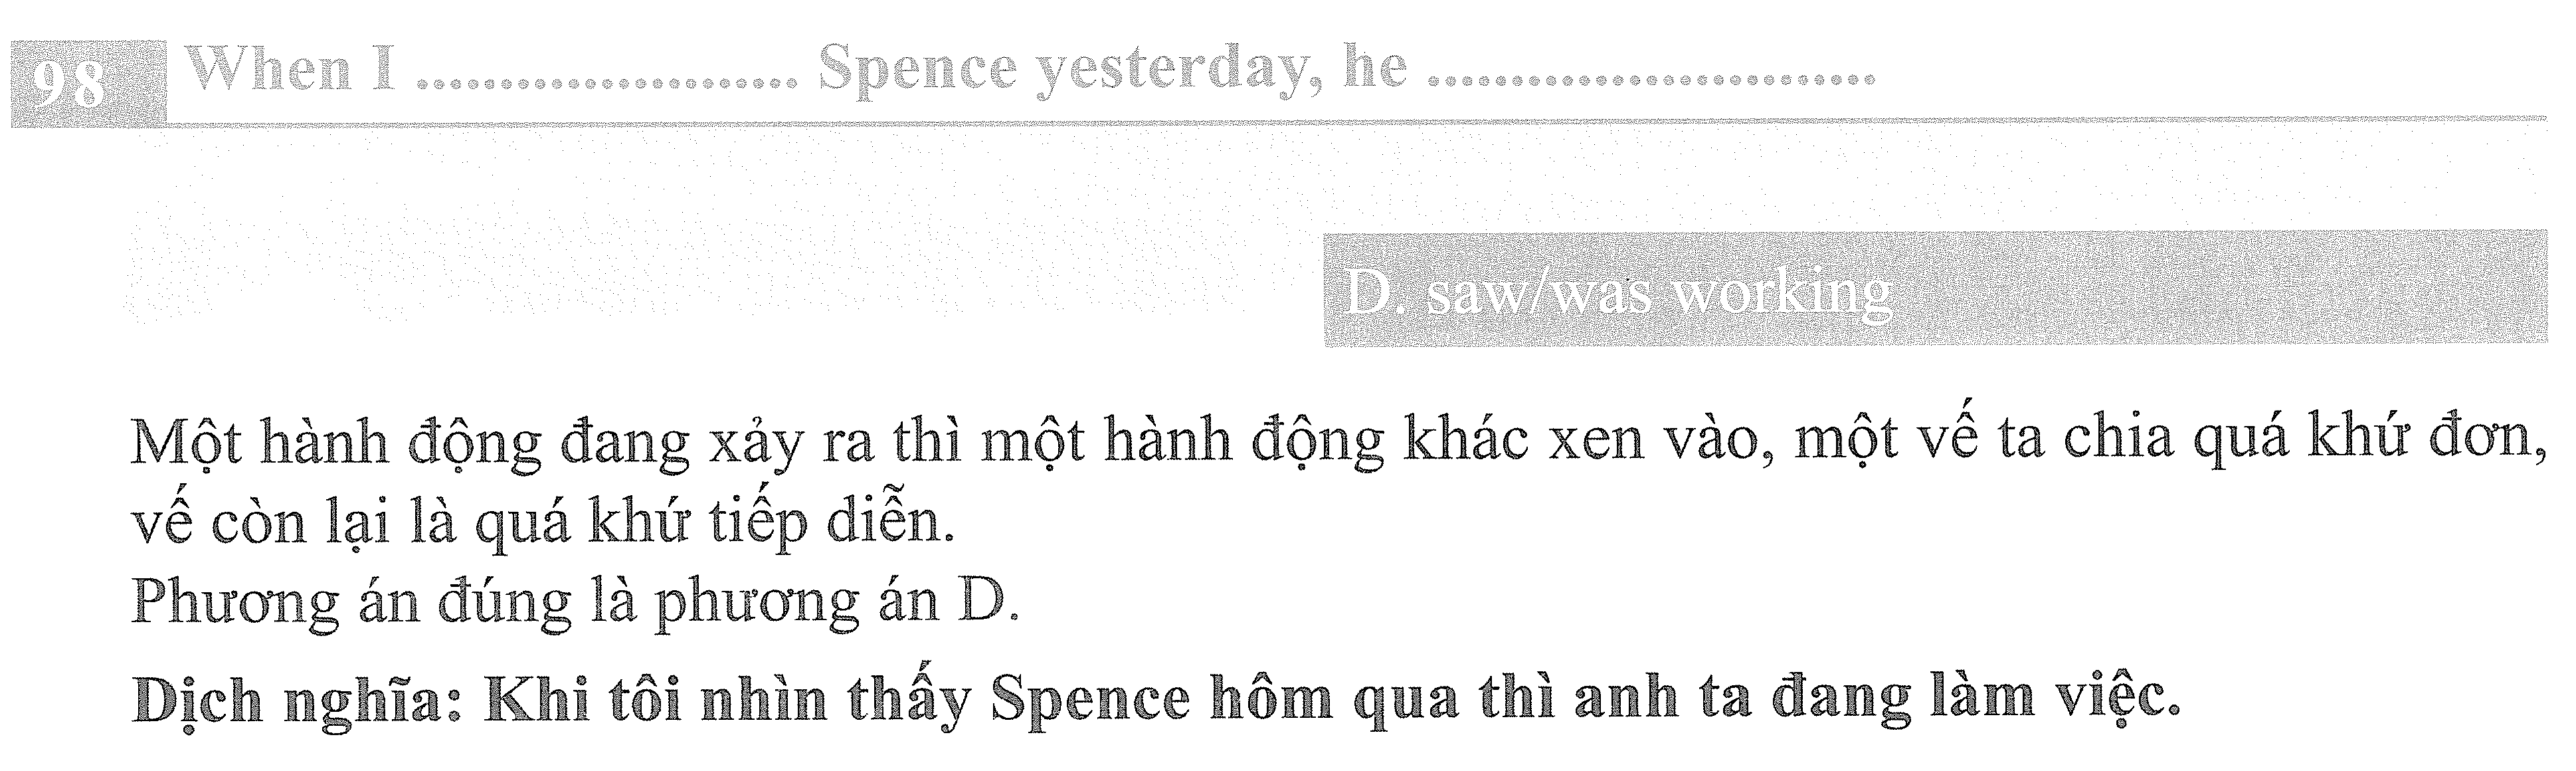 98 When I ....................... Spence yesterday, he ...........................
D. saw/was working
Một hành động đang xảy ra thì một hành động khác xen vào, một vế ta chia quá khứ đơn,
vế còn lại là quá khứ tiếp diễn.
Phương án đúng là phương án D.
Dịch nghĩa: Khi tôi nhìn thấy Spence hôm qua thì anh ta đang làm việc.